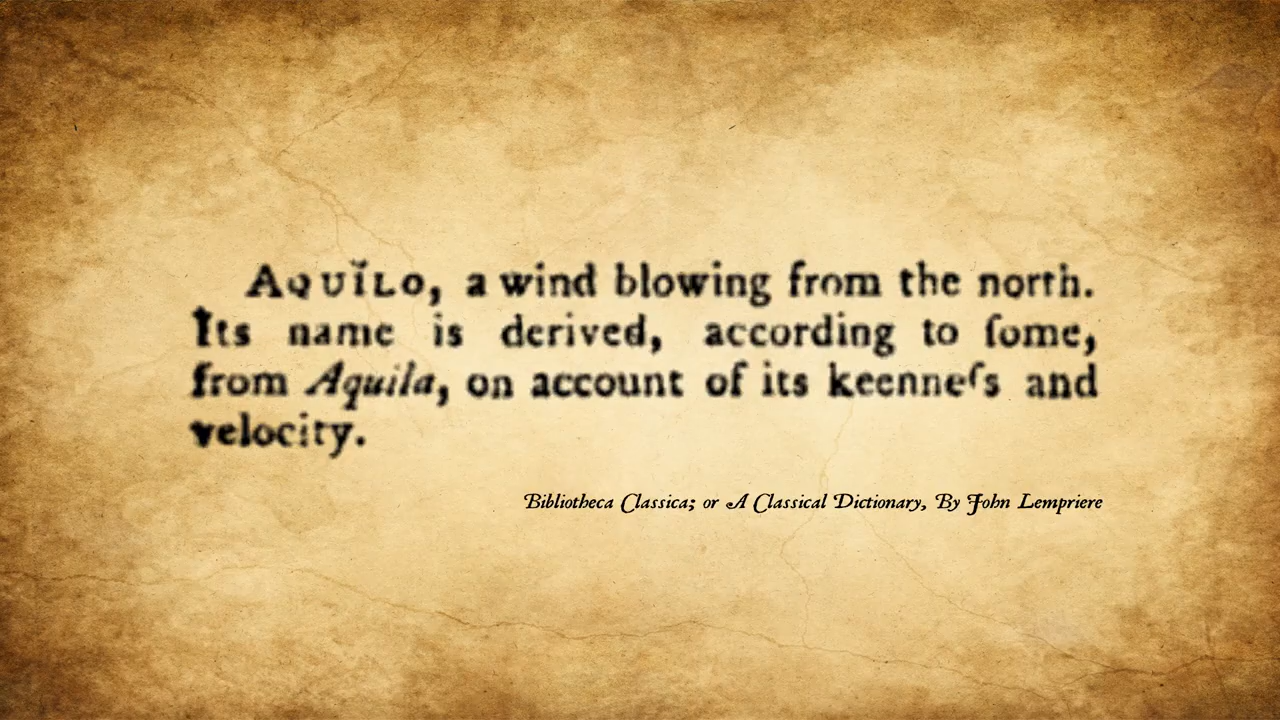 AQUĬLO, a wind blowing from the north.
Its name is derived, according to ſome,
from Aquila, on account of its keenneſs and
velocity.
Bibliotheca Classica; or A Classical Dictionary, By John Lempriere